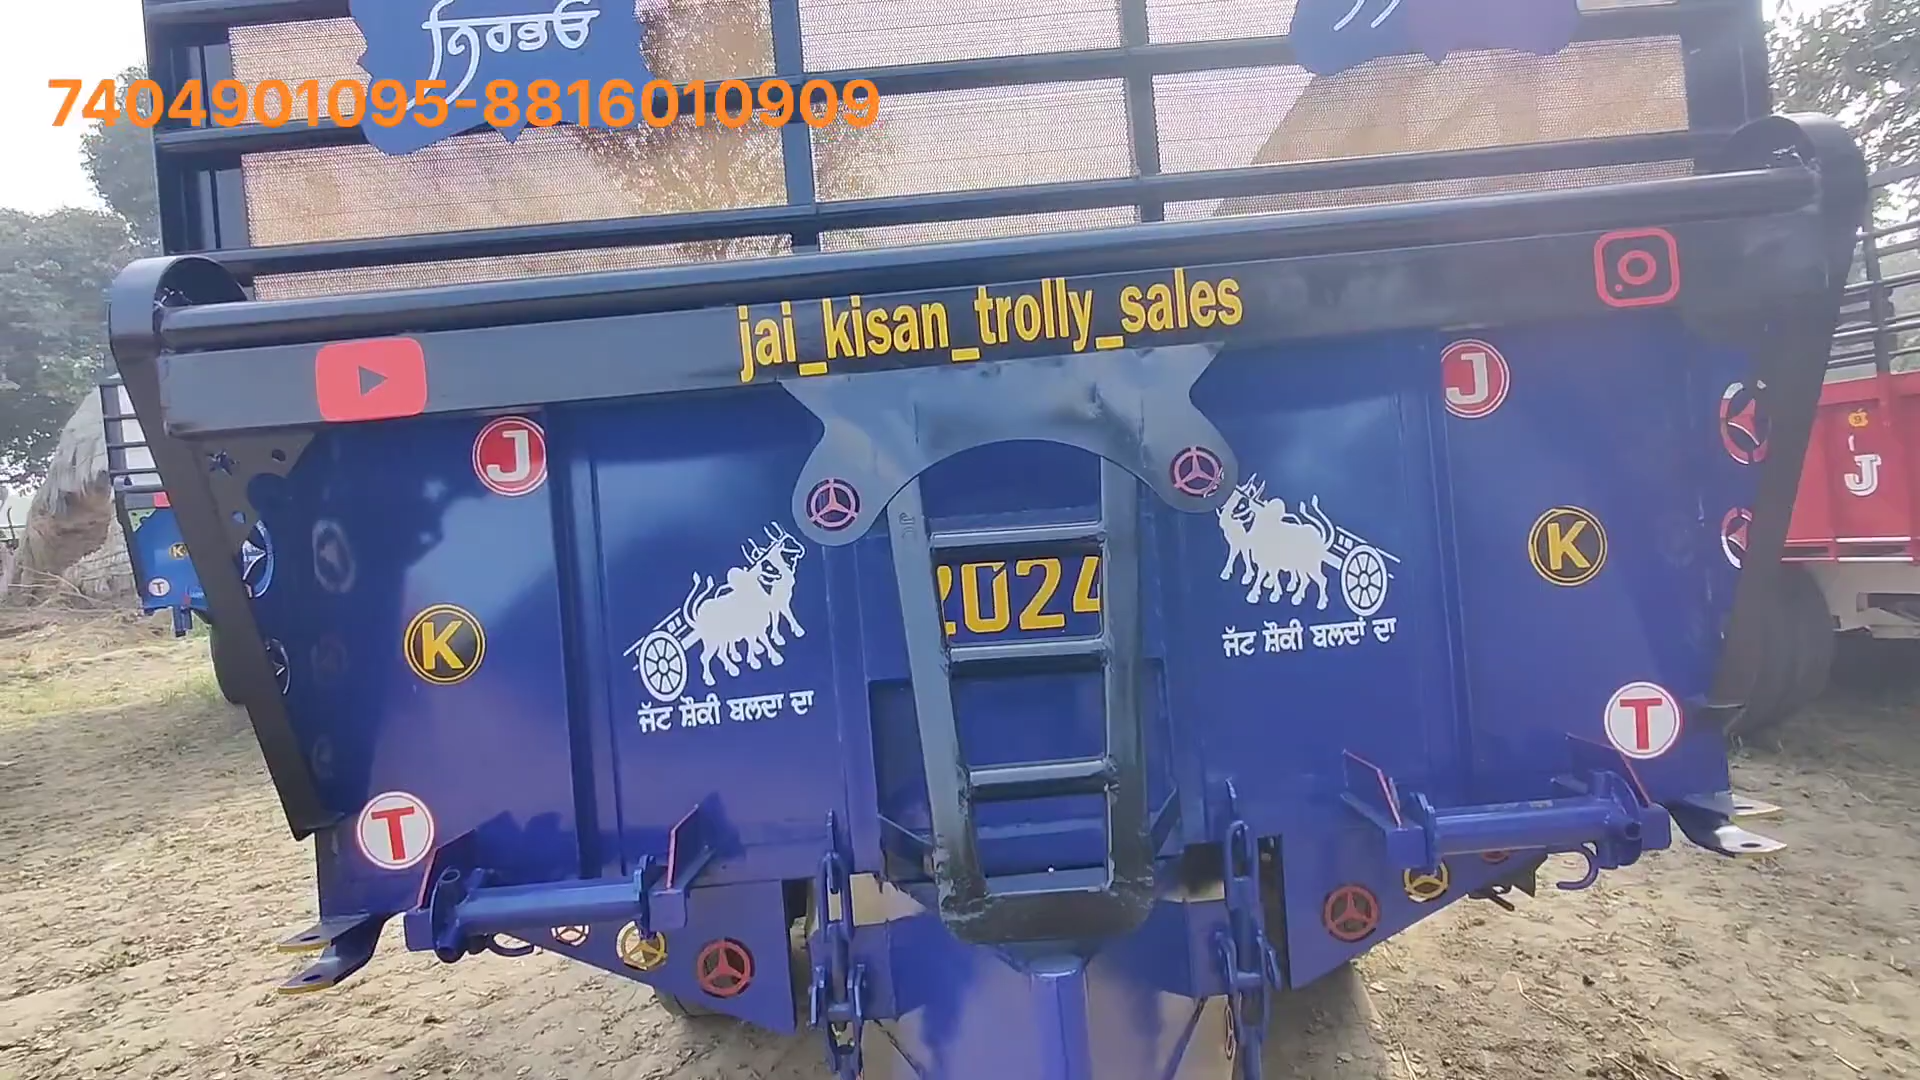 ਨਿਰਭਓ
7404901095-8816010909
jai_kisan_trolly_sales
J
J
J
K
K
2024
ਜੱਟ ਸ਼ੌਕੀ ਬਲਦਾਂ ਦਾ
ਜੱਟ ਸ਼ੌਕੀ ਬਲਦਾ ਦਾ
T
T
K
T